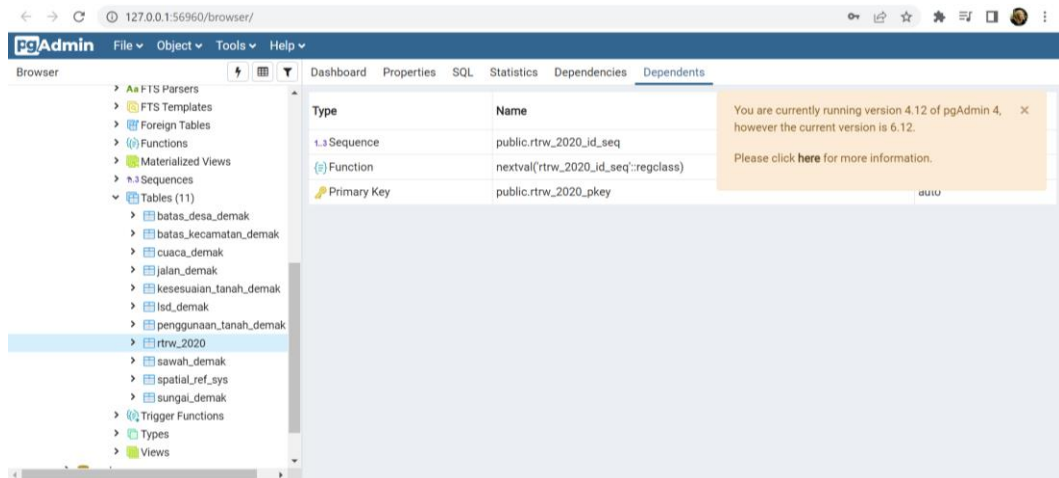 127.0.0.1:56960/browser/
pgAdmin File Object Tools Help
Browser
Dashboard Properties SQL Statistics Dependencies Dependents
Aa FTS Parsers
FTS Templates
Foreign Tables
Functions
Materialized Views
1..3 Sequences
Tables (11)
batas_desa_demak
batas_kecamatan_demak
cuaca_demak
jalan_demak
kesesuaian_tanah_demak
lsd_demak
penggunaan_tanah_demak
rtrw_2020
sawah_demak
spatial_ref_sys
sungai_demak
Trigger Functions
Types
Views
Type Name
1..3 Sequence public.rtrw_2020_id_seq
Function nextval('rtrw_2020_id_seq'::regclass)
Primary Key public.rtrw_2020_pkey auto
You are currently running version 4.12 of pgAdmin 4,
however the current version is 6.12.
Please click here for more information.